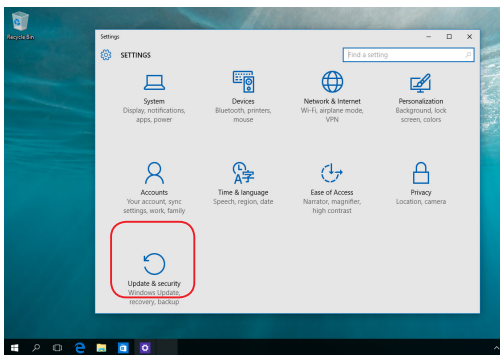 Recycle Bin
Settings
SETTINGS
Find a setting
System
Display, notifications,
apps, power
Devices
Bluetooth, printers,
mouse
Network & Internet
Wi-Fi, airplane mode,
VPN
Personalization
Background, lock
screen, colors
Accounts
Your account, sync
settings, work, family
Time & language
Speech, region, date
Ease of Access
Narrator, magnifier,
high contrast
Privacy
Location, camera
Update & security
Windows Update,
recovery, backup